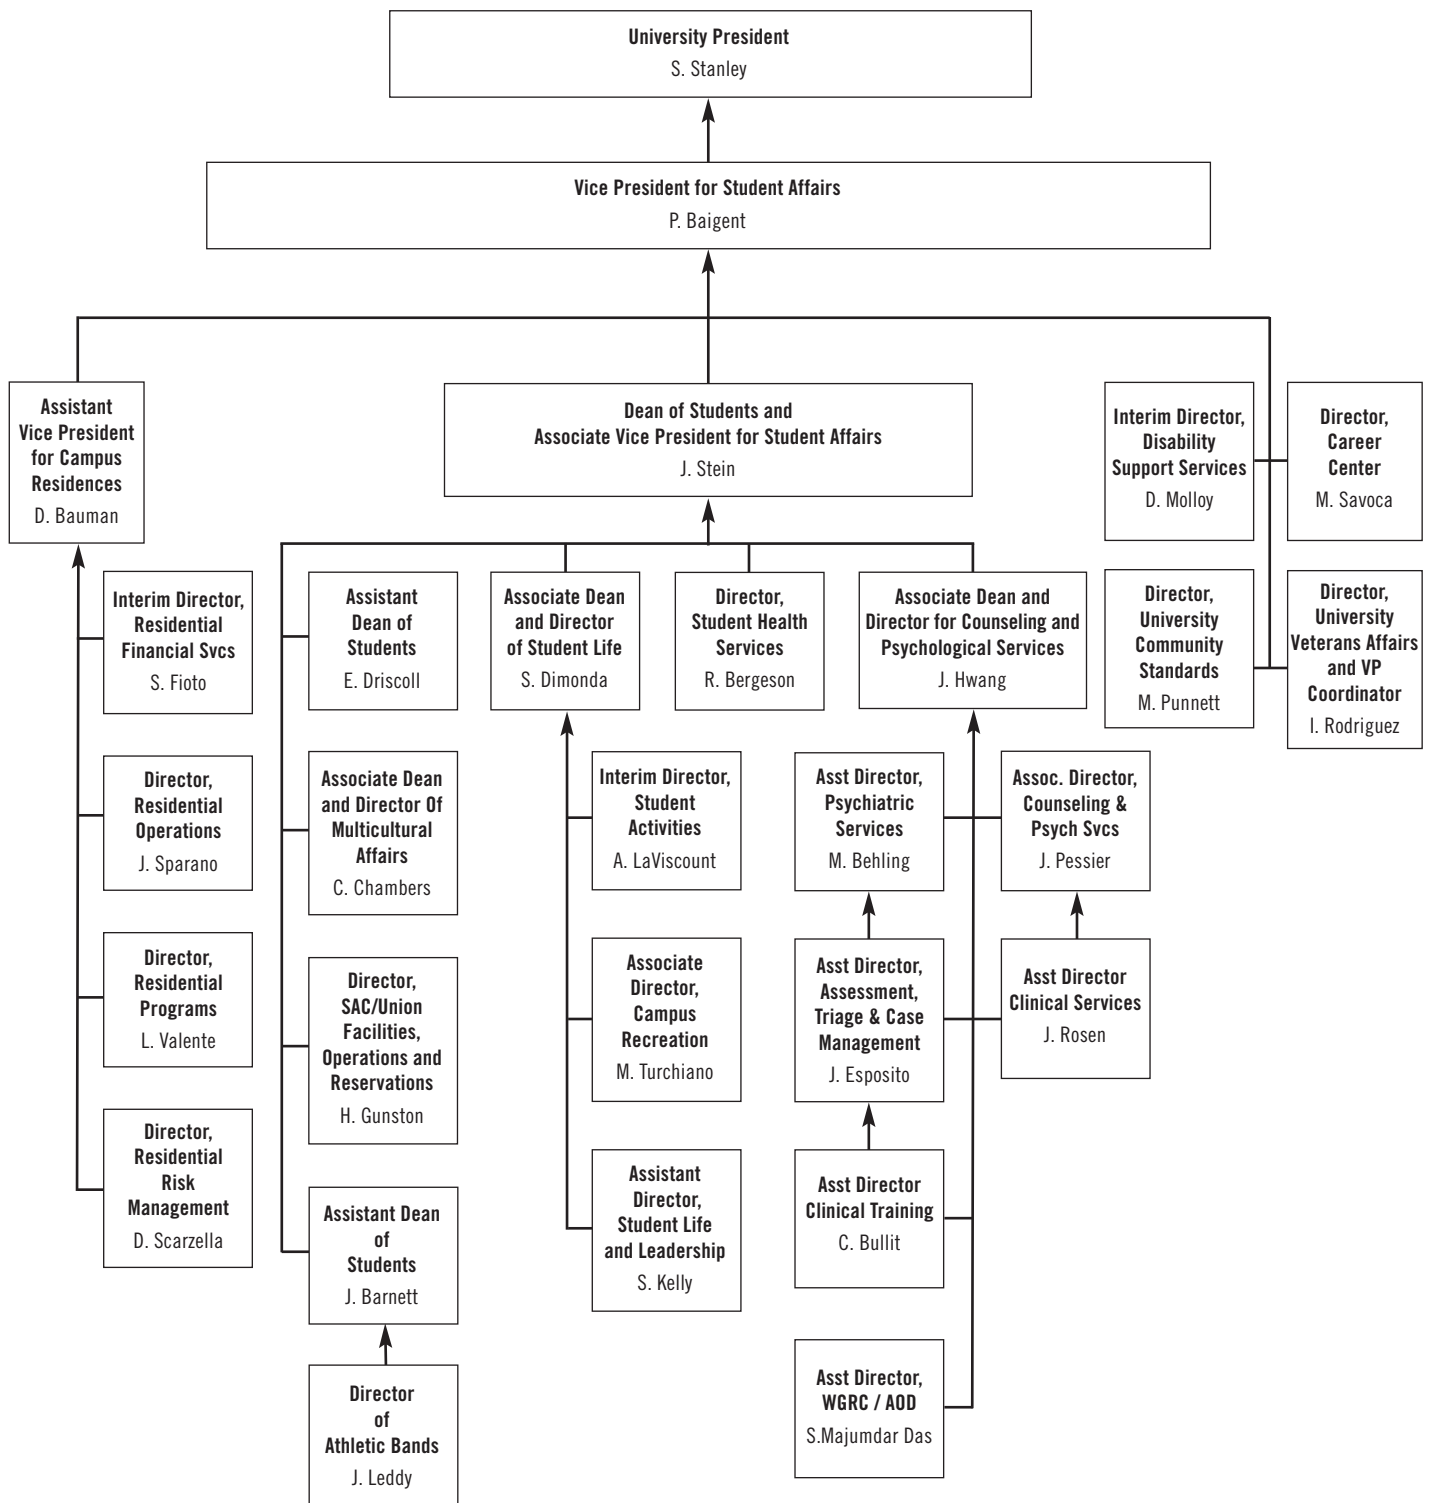 University President
S. Stanley
Vice President for Student Affairs
P. Baigent
Assistant
Vice President
for Campus
Residences
D. Bauman
Dean of Students and
Associate Vice President for Student Affairs
J. Stein
Interim Director,
Disability
Support Services
D. Molloy
Director,
Career
Center
M. Savoca
Interim Director,
Residential
Financial Svcs
S. Fioto
Assistant
Dean of
Students
E. Driscoll
Associate Dean
and Director
of Student Life
S. Dimonda
Director,
Student Health
Services
R. Bergeson
Associate Dean and
Director for Counseling and
Psychological Services
J. Hwang
Director,
University
Community
Standards
M. Punnett
Director,
University
Veterans Affairs
and VP
Coordinator
I. Rodriguez
Director,
Residential
Operations
J. Sparano
Associate Dean
and Director Of
Multicultural
Affairs
C. Chambers
Interim Director,
Student
Activities
A. LaViscount
Asst Director,
Psychiatric
Services
M. Behling
Assoc. Director,
Counseling &
Psych Svcs
J. Pessier
Director,
Residential
Programs
L. Valente
Director,
SAC/Union
Facilities,
Operations and
Reservations
H. Gunston
Associate
Director,
Campus
Recreation
M. Turchiano
Asst Director,
Assessment,
Triage & Case
Management
J. Esposito
Asst Director
Clinical Services
J. Rosen
Director,
Residential
Risk
Management
D. Scarzella
Assistant Dean
of
Students
J. Barnett
Assistant
Director,
Student Life
and Leadership
S. Kelly
Asst Director
Clinical Training
C. Bullit
Director
of
Athletic Bands
J. Leddy
Asst Director,
WGRC / AOD
S.Majumdar Das